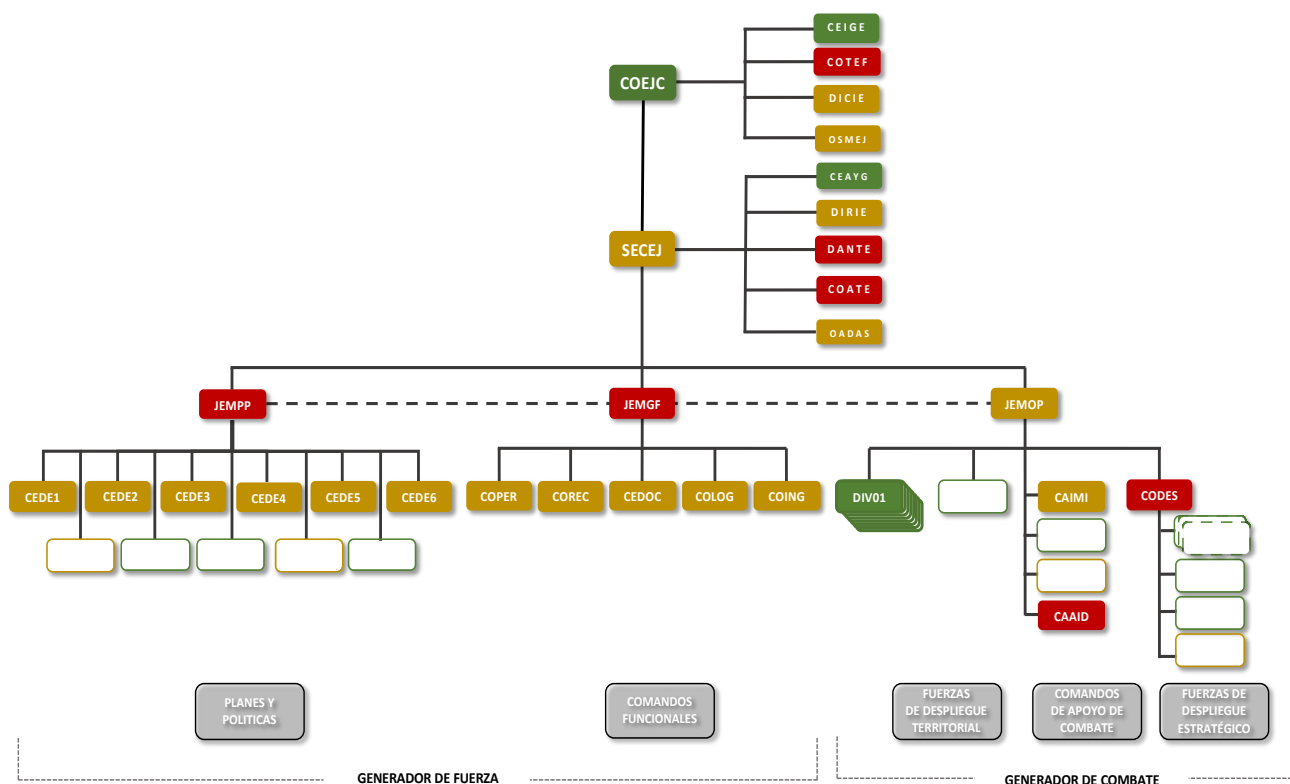 CEIGE
COTEF
COEJC
DICIE
OSMEJ
CEAYG
DIRIE
SECEJ
DANTE
COATE
OADAS
JEMPP
JEMGF
JEMOP
CEDE1
CEDE2
CEDE3
CEDE4
CEDE5
CEDE6
COPER
COREC
CEDOC
COLOG
COING
DIV01
CAIMI
CODES
CAAID
PLANES Y
POLITICAS
COMANDOS
FUNCIONALES
FUERZAS
DE DESPLIEGUE
TERRITORIAL
COMANDOS
DE APOYO DE
COMBATE
FUERZAS DE
DESPLIEGUE
ESTRATÉGICO
GENERADOR DE FUERZA
GENERADOR DE COMBATE